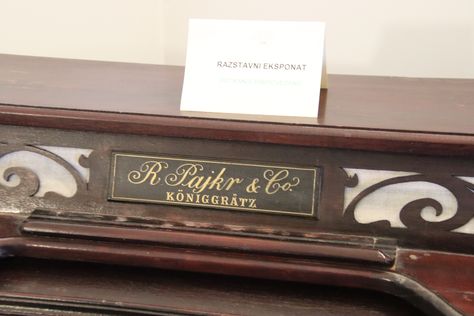 RAZSTAVNI EKSPONAT
R Pajkr & Co.
KÖNIGGRÄTZ